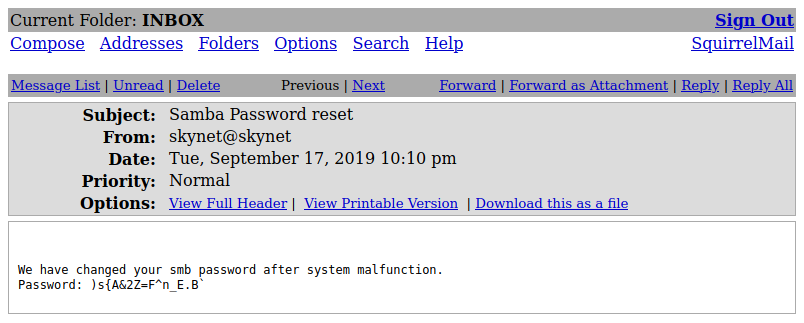 Current Folder: INBOX Sign Out
Compose Addresses Folders Options Search Help SquirrelMail
Message List | Unread | Delete Previous | Next Forward | Forward as Attachment | Reply | Reply All
Subject: Samba Password reset
From: skynet@skynet
Date: Tue, September 17, 2019 10:10 pm
Priority: Normal
Options: View Full Header | View Printable Version | Download this as a file
We have changed your smb password after system malfunction.
Password: )s{A&2Z=F^n_E.B`